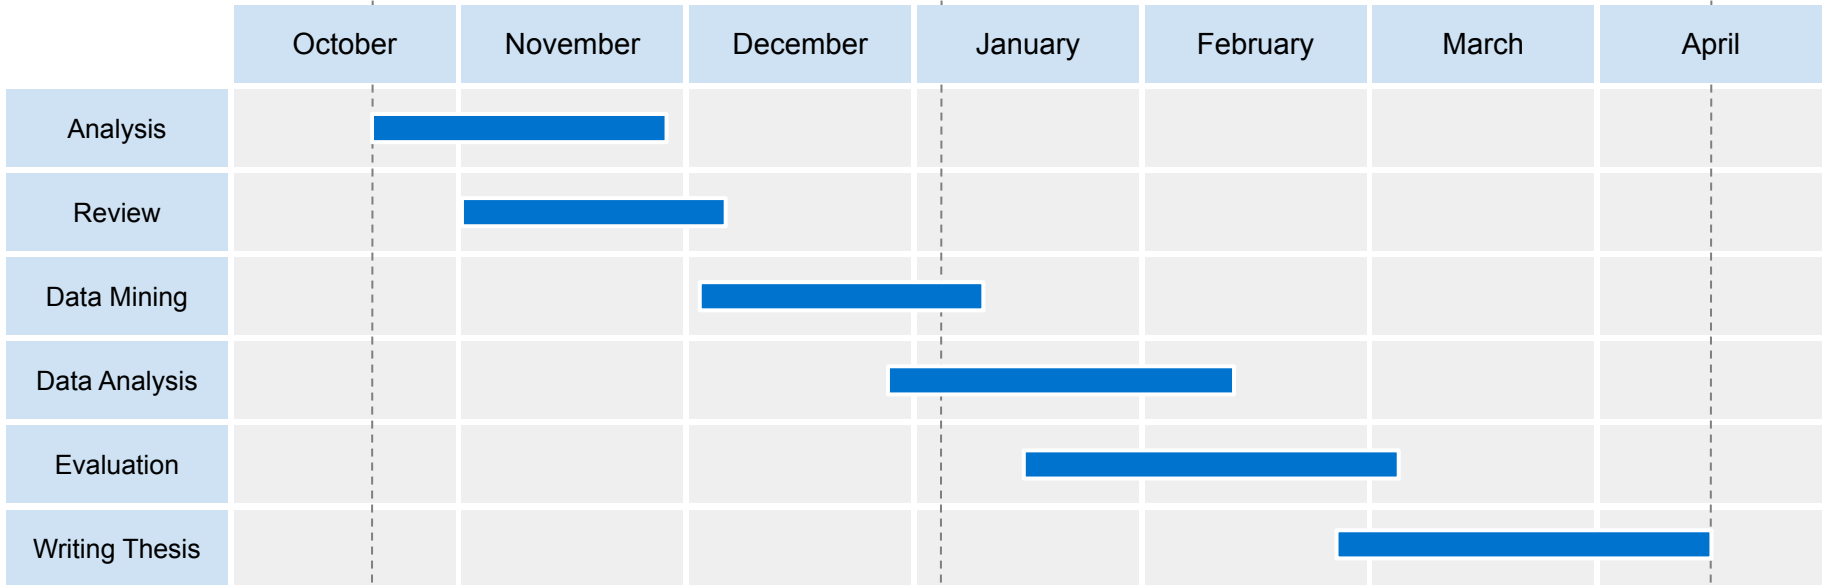 October November December January February March April
Analysis
Review
Data Mining
Data Analysis
Evaluation
Writing Thesis